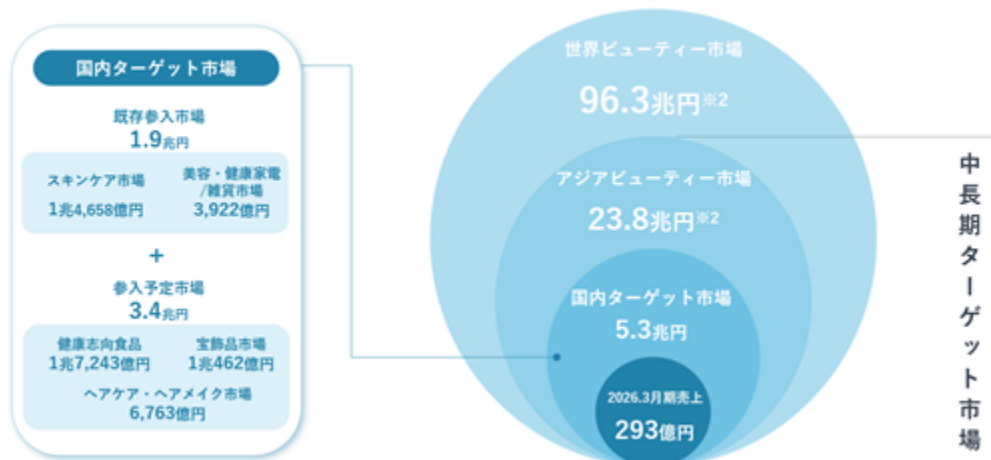 国内ターゲット市場
既存参入市場
1.9兆円
スキンケア市場
1兆4,658億円
美容・健康家電
/雑貨市場
3,922億円
+
参入予定市場
3.4兆円
健康志向食品
1兆7,243億円
宝飾品市場
1兆462億円
ヘアケア・ヘアメイク市場
6,763億円
世界ビューティー市場
96.3兆円※2
アジアビューティー市場
23.8兆円※2
国内ターゲット市場
5.3兆円
2026.3月期売上
293億円
中長期ターゲット市場